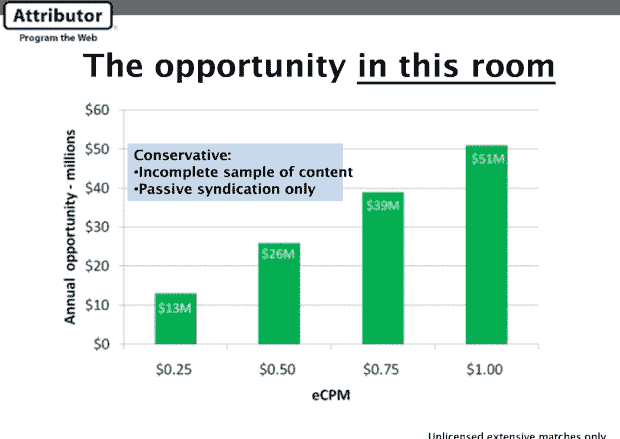 Attributor
Program the Web
The opportunity in this room
$60
$50
$40
$30
$20
$10
$0
Annual opportunity - millions
Conservative:
•Incomplete sample of content
•Passive syndication only
$13M
$26M
$39M
$51M
$0.25
$0.50
$0.75
$1.00
eCPM
Unlicensed extensive matches only